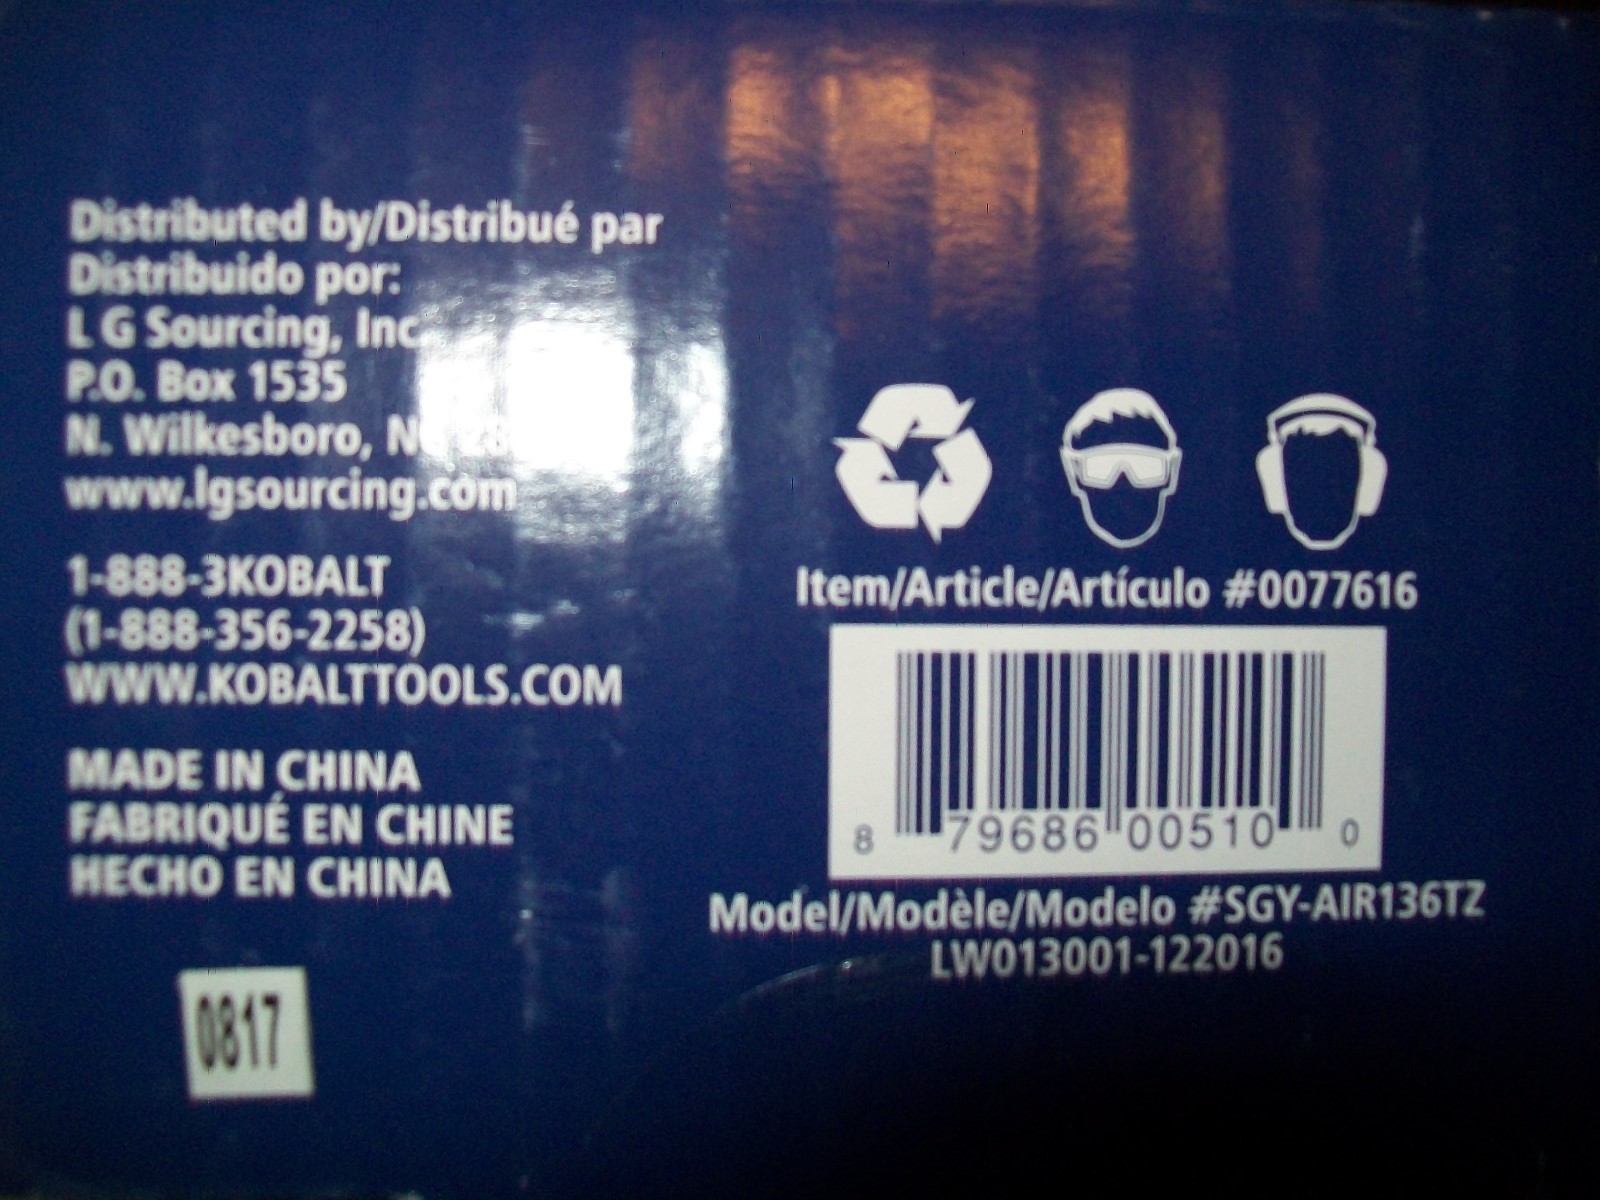 Distributed by/Distribué par
Distribuido por:
L G Sourcing, Inc
P.O. Box 1535
N. Wilkesboro,
www.lgsourcing.com
1-888-3KOBALT
(1-888-356-2258)
WWW.KOBALTTOOLS.COM
MADE IN CHINA
FABRIQUÉ EN CHINE
HECHO EN CHINA
0817
Item/Article/Artículo #0077616
8 79686 00510 0
Model/Modèle/Modelo #SGY-AIR136TZ
LW013001-122016